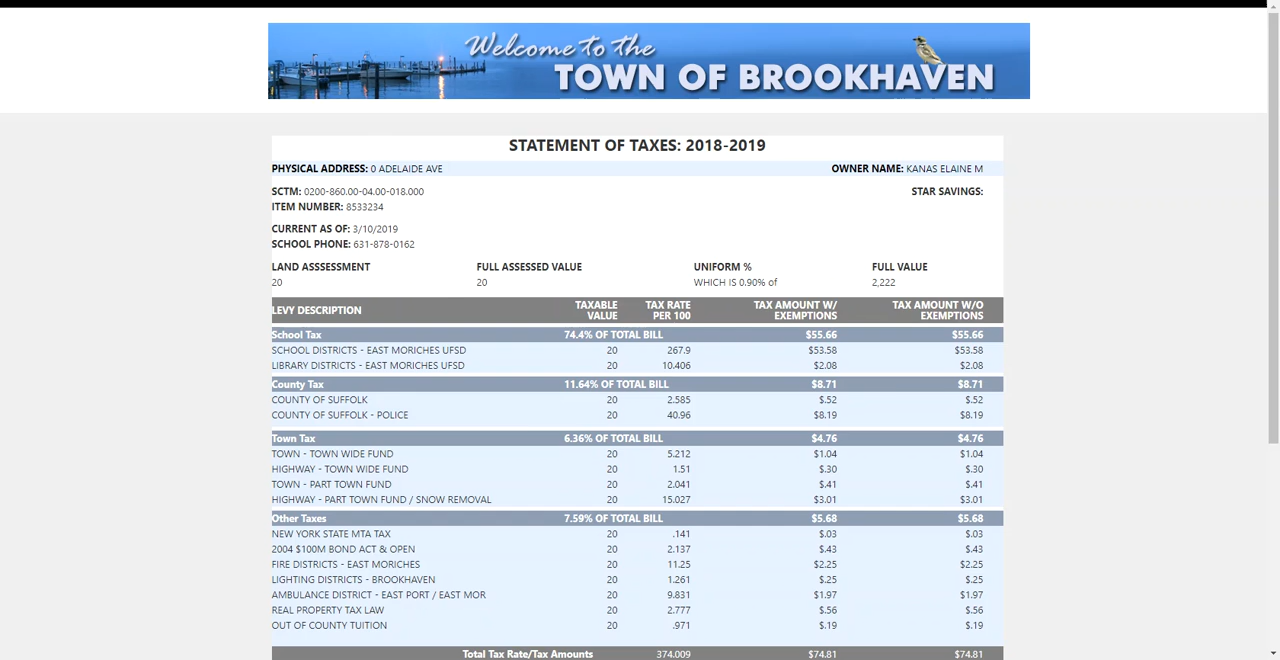 Welcome to the
TOWN OF BROOKHAVEN
STATEMENT OF TAXES: 2018-2019
PHYSICAL ADDRESS: 0 ADELAIDE AVE OWNER NAME: KANAS ELAINE M
SCTM: 0200-860.00-04.00-018.000 STAR SAVINGS:
ITEM NUMBER: 8533234
CURRENT AS OF: 3/10/2019
SCHOOL PHONE: 631-878-0162
LAND ASSSESSMENT FULL ASSESSED VALUE UNIFORM % FULL VALUE
20 20 WHICH IS 0.90% of 2,222
LEVY DESCRIPTION TAXABLE VALUE TAX RATE PER 100 TAX AMOUNT W/ EXEMPTIONS TAX AMOUNT W/O EXEMPTIONS
School Tax 74.4% OF TOTAL BILL $55.66 $55.66
SCHOOL DISTRICTS - EAST MORICHES UFSD 20 267.9 $53.58 $53.58
LIBRARY DISTRICTS - EAST MORICHES UFSD 20 10.406 $2.08 $2.08
County Tax 11.64% OF TOTAL BILL $8.71 $8.71
COUNTY OF SUFFOLK 20 2.585 $.52 $.52
COUNTY OF SUFFOLK - POLICE 20 40.96 $8.19 $8.19
Town Tax 6.36% OF TOTAL BILL $4.76 $4.76
TOWN - TOWN WIDE FUND 20 5.212 $1.04 $1.04
HIGHWAY - TOWN WIDE FUND 20 1.51 $.30 $.30
TOWN - PART TOWN FUND 20 2.041 $.41 $.41
HIGHWAY - PART TOWN FUND / SNOW REMOVAL 20 15.027 $3.01 $3.01
Other Taxes 7.59% OF TOTAL BILL $5.68 $5.68
NEW YORK STATE MTA TAX 20 .141 $.03 $.03
2004 $100M BOND ACT & OPEN 20 2.137 $.43 $.43
FIRE DISTRICTS - EAST MORICHES 20 11.25 $2.25 $2.25
LIGHTING DISTRICTS - BROOKHAVEN 20 1.261 $.25 $.25
AMBULANCE DISTRICT - EAST PORT / EAST MOR 20 9.831 $1.97 $1.97
REAL PROPERTY TAX LAW 20 2.777 $.56 $.56
OUT OF COUNTY TUITION 20 .971 $.19 $.19
Total Tax Rate/Tax Amounts 374.009 $74.81 $74.81